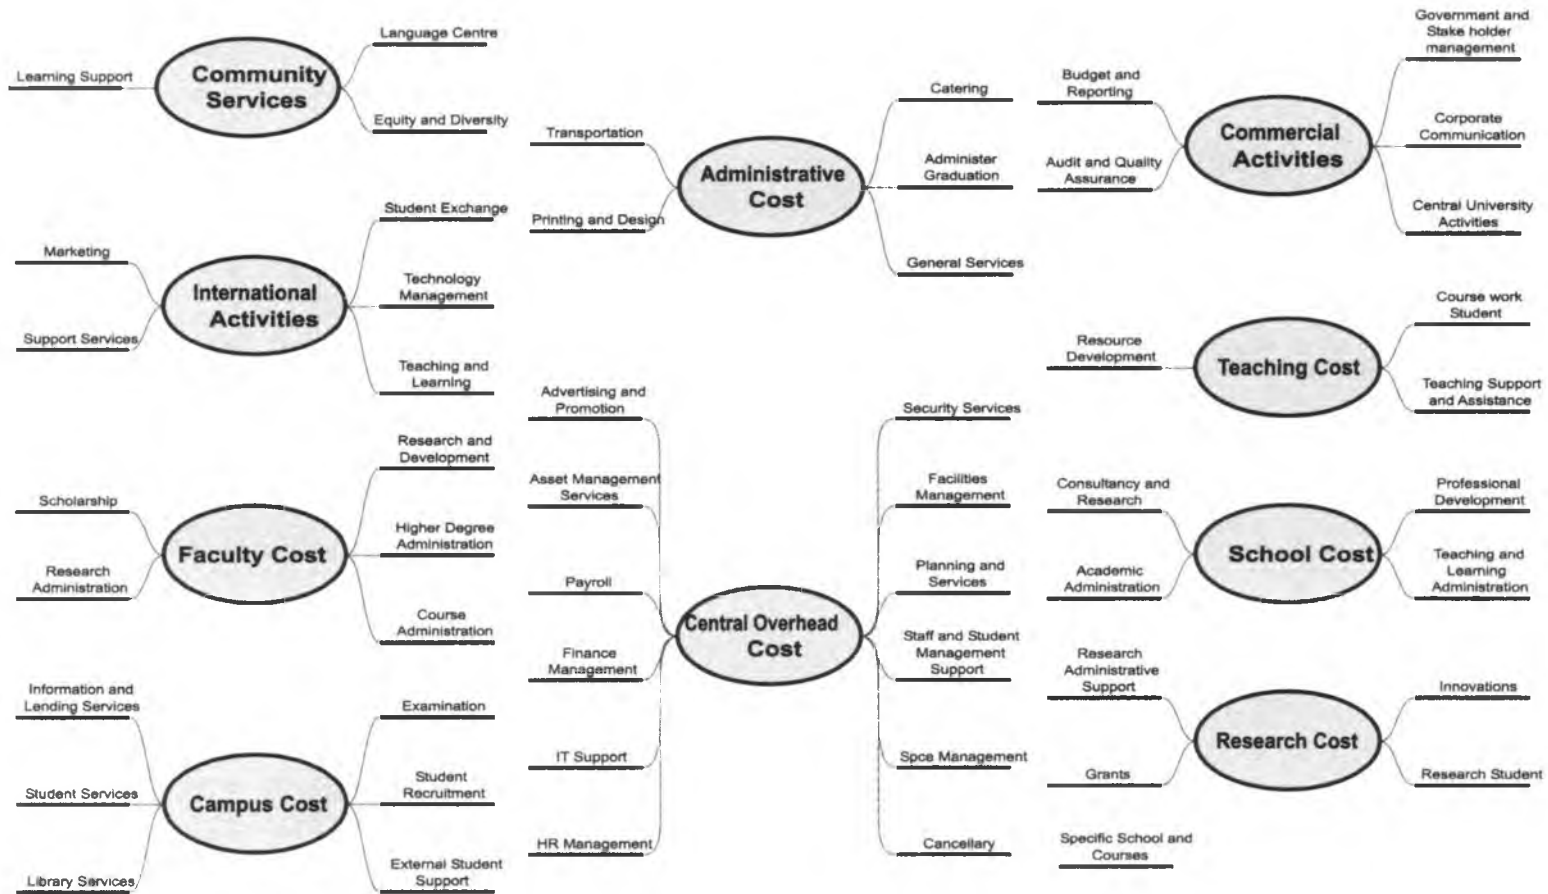 Language Centre
Learning Support
Community
Services
Equity and Diversity
Student Exchange
Marketing
Technology
Management
International
Activities
Support Services
Teaching and
Learning
Research and
Development
Scholarship
Higher Degree
Administration
Faculty Cost
Research
Administration
Course
Administration
Information and
Lending Services
Examination
Student Services
Campus Cost
Student
Recruitment
Library Services
External Student
Support
Transportation
Catering
Administrative
Cost
Administer
Graduation
Printing and Design
General Services
Advertising and
Promotion
Security Services
Asset Management
Services
Facilities
Management
Payroll
Planning and
Services
Central Overhead
Cost
Finance
Management
Staff and Student
Management
Support
IT Support
Spce Management
HR Management
Cancellary
Government and
Stake holder
management
Budget and
Reporting
Commercial
Activities
Corporate
Communication
Audit and Quality
Assurance
Central University
Activities
Course work
Student
Resource
Development
Teaching Cost
Teaching Support
and Assistance
Consultancy and
Research
Professional
Development
School Cost
Academic
Administration
Teaching and
Learning
Administration
Research
Administrative
Support
Innovations
Research Cost
Grants
Research Student
Specific School and
Courses